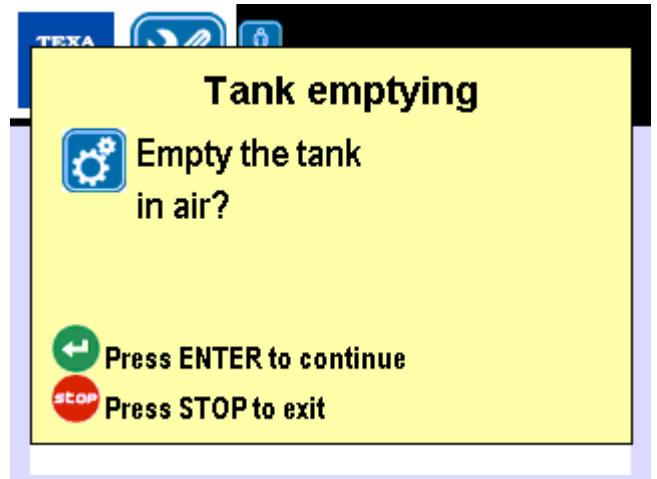 TEXA
Tank emptying
Empty the tank
in air?
Press ENTER to continue
stop
Press STOP to exit